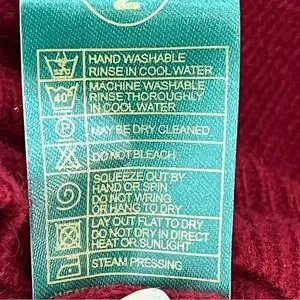 HAND WASHABLE
RINSE IN COOL WATER
40°
MACHINE WASHABLE
RINSE THOROUGHLY
IN COOL WATER
P
MAY BE DRY CLEANED
DO NOT BLEACH
SQUEEZE OUT BY
HAND OR SPIN
DO NOT WRING
OR HANG TO DRY
LAY OUT FLAT TO DRY
DO NOT DRY IN DIRECT
HEAT OR SUNLIGHT
STEAM PRESSING